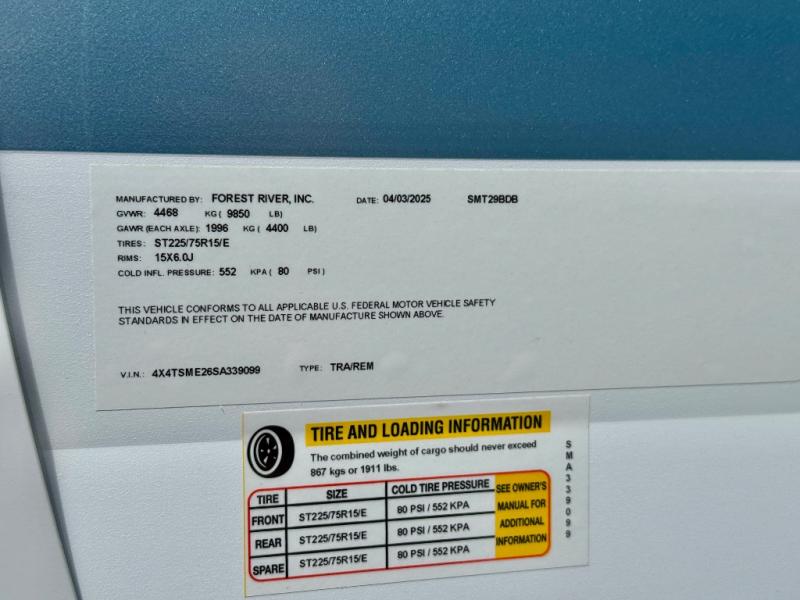 MANUFACTURED BY: FOREST RIVER, INC. DATE: 04/03/2025 SMT29BDB
GVWR: 4468 KG ( 9850 LB)
GAWR (EACH AXLE): 1996 KG ( 4400 LB)
TIRES: ST225/75R15/E
RIMS: 15X6.0J
COLD INFL. PRESSURE: 552 KPA ( 80 PSI )
THIS VEHICLE CONFORMS TO ALL APPLICABLE U.S. FEDERAL MOTOR VEHICLE SAFETY
STANDARDS IN EFFECT ON THE DATE OF MANUFACTURE SHOWN ABOVE.
V.I.N.: 4X4TSME26SA339099 TYPE: TRA/REM
TIRE AND LOADING INFORMATION
The combined weight of cargo should never exceed
867 kgs or 1911 lbs.
TIRE SIZE COLD TIRE PRESSURE SEE OWNER'S
FRONT ST225/75R15/E 80 PSI / 552 KPA MANUAL FOR
REAR ST225/75R15/E 80 PSI / 552 KPA ADDITIONAL
SPARE ST225/75R15/E 80 PSI / 552 KPA INFORMATION
SMA339099